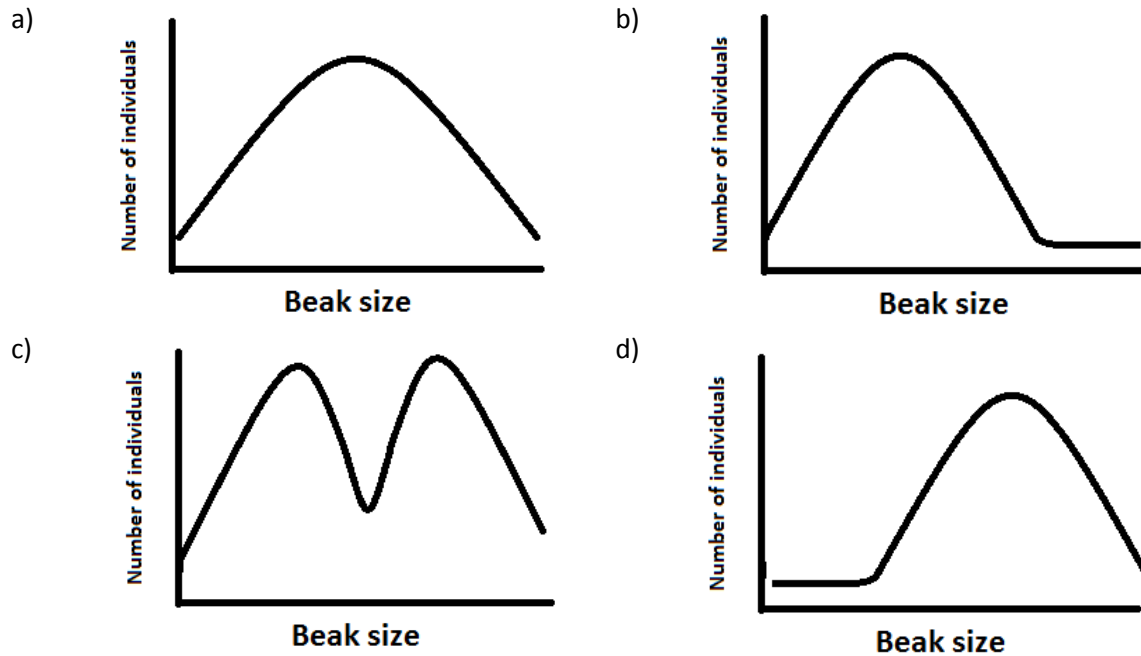 a)
Number of individuals
Beak size
b)
Number of individuals
Beak size
c)
Number of individuals
Beak size
d)
Number of individuals
Beak size